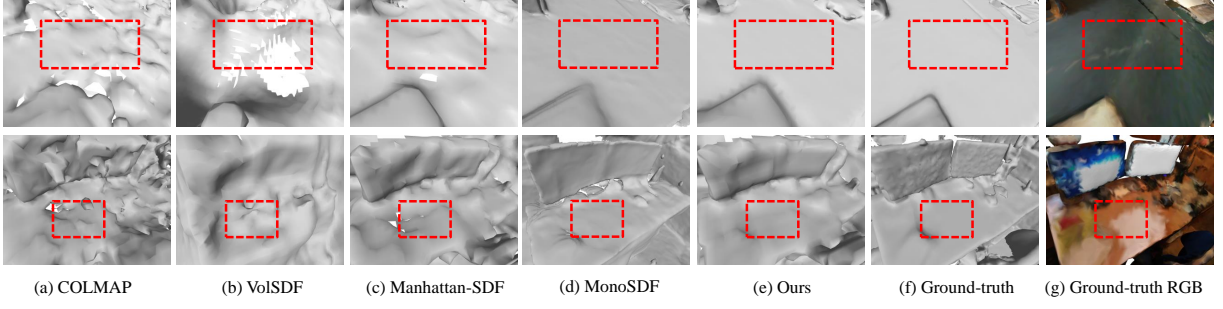 (a) COLMAP (b) VolSDF (c) Manhattan-SDF (d) MonoSDF (e) Ours (f) Ground-truth (g) Ground-truth RGB